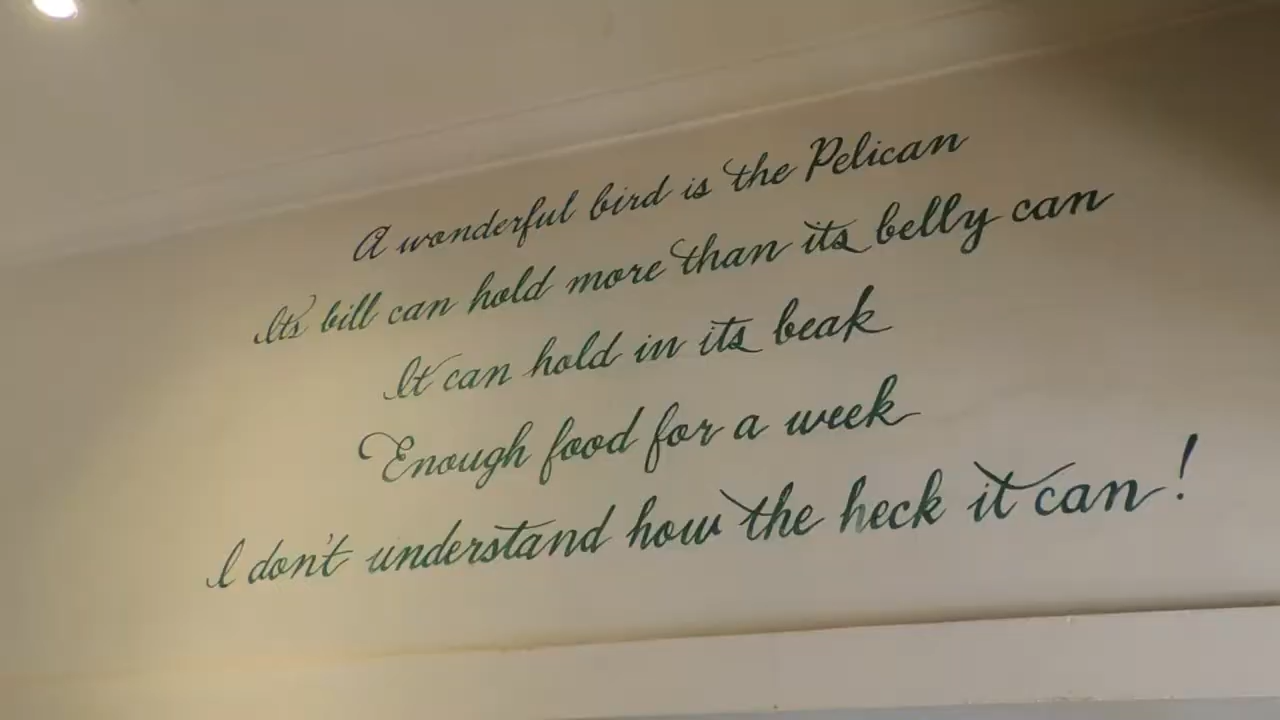 A wonderful bird is the Pelican
Its bill can hold more than its belly can
It can hold in its beak
Enough food for a week
I don't understand how the heck it can!